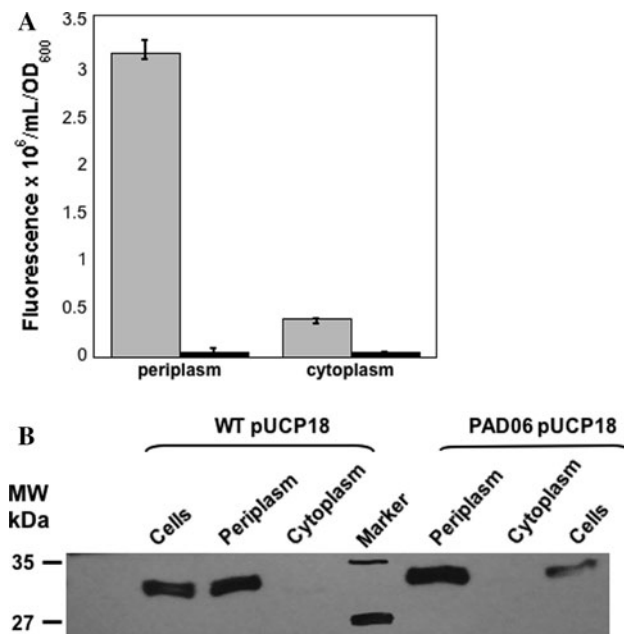 A
Fluorescence x 10⁶/mL/OD₆₀₀
3.5
3
2.5
2
1.5
1
0.5
0
periplasm
cytoplasm
B
WT pUCP18
PAD06 pUCP18
MW
kDa
Cells
Periplasm
Cytoplasm
Marker
Periplasm
Cytoplasm
Cells
35
27